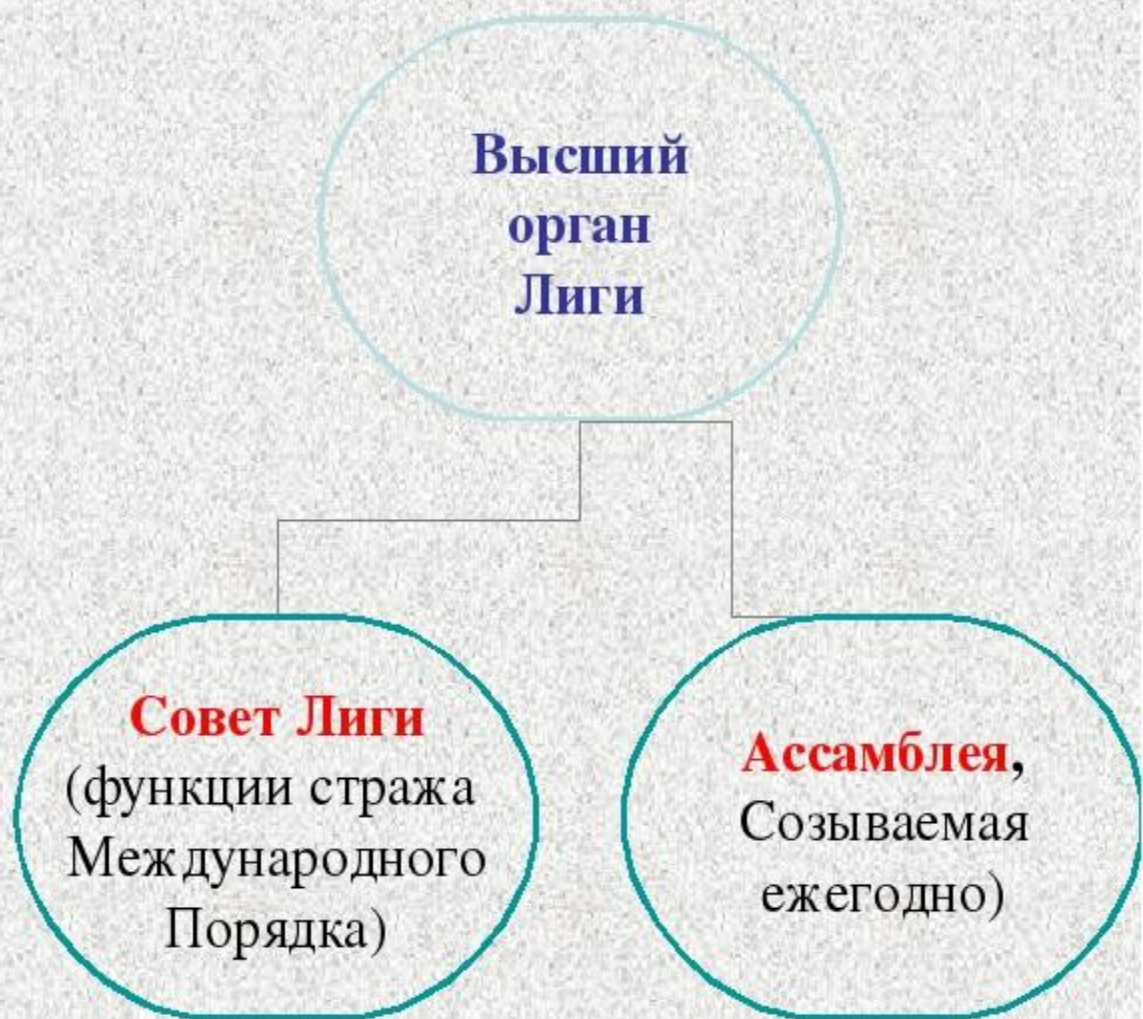 Высший
орган
Лиги
Совет Лиги
(функции стража
Международного
Порядка)
Ассамблея,
Созываемая
ежегодно)